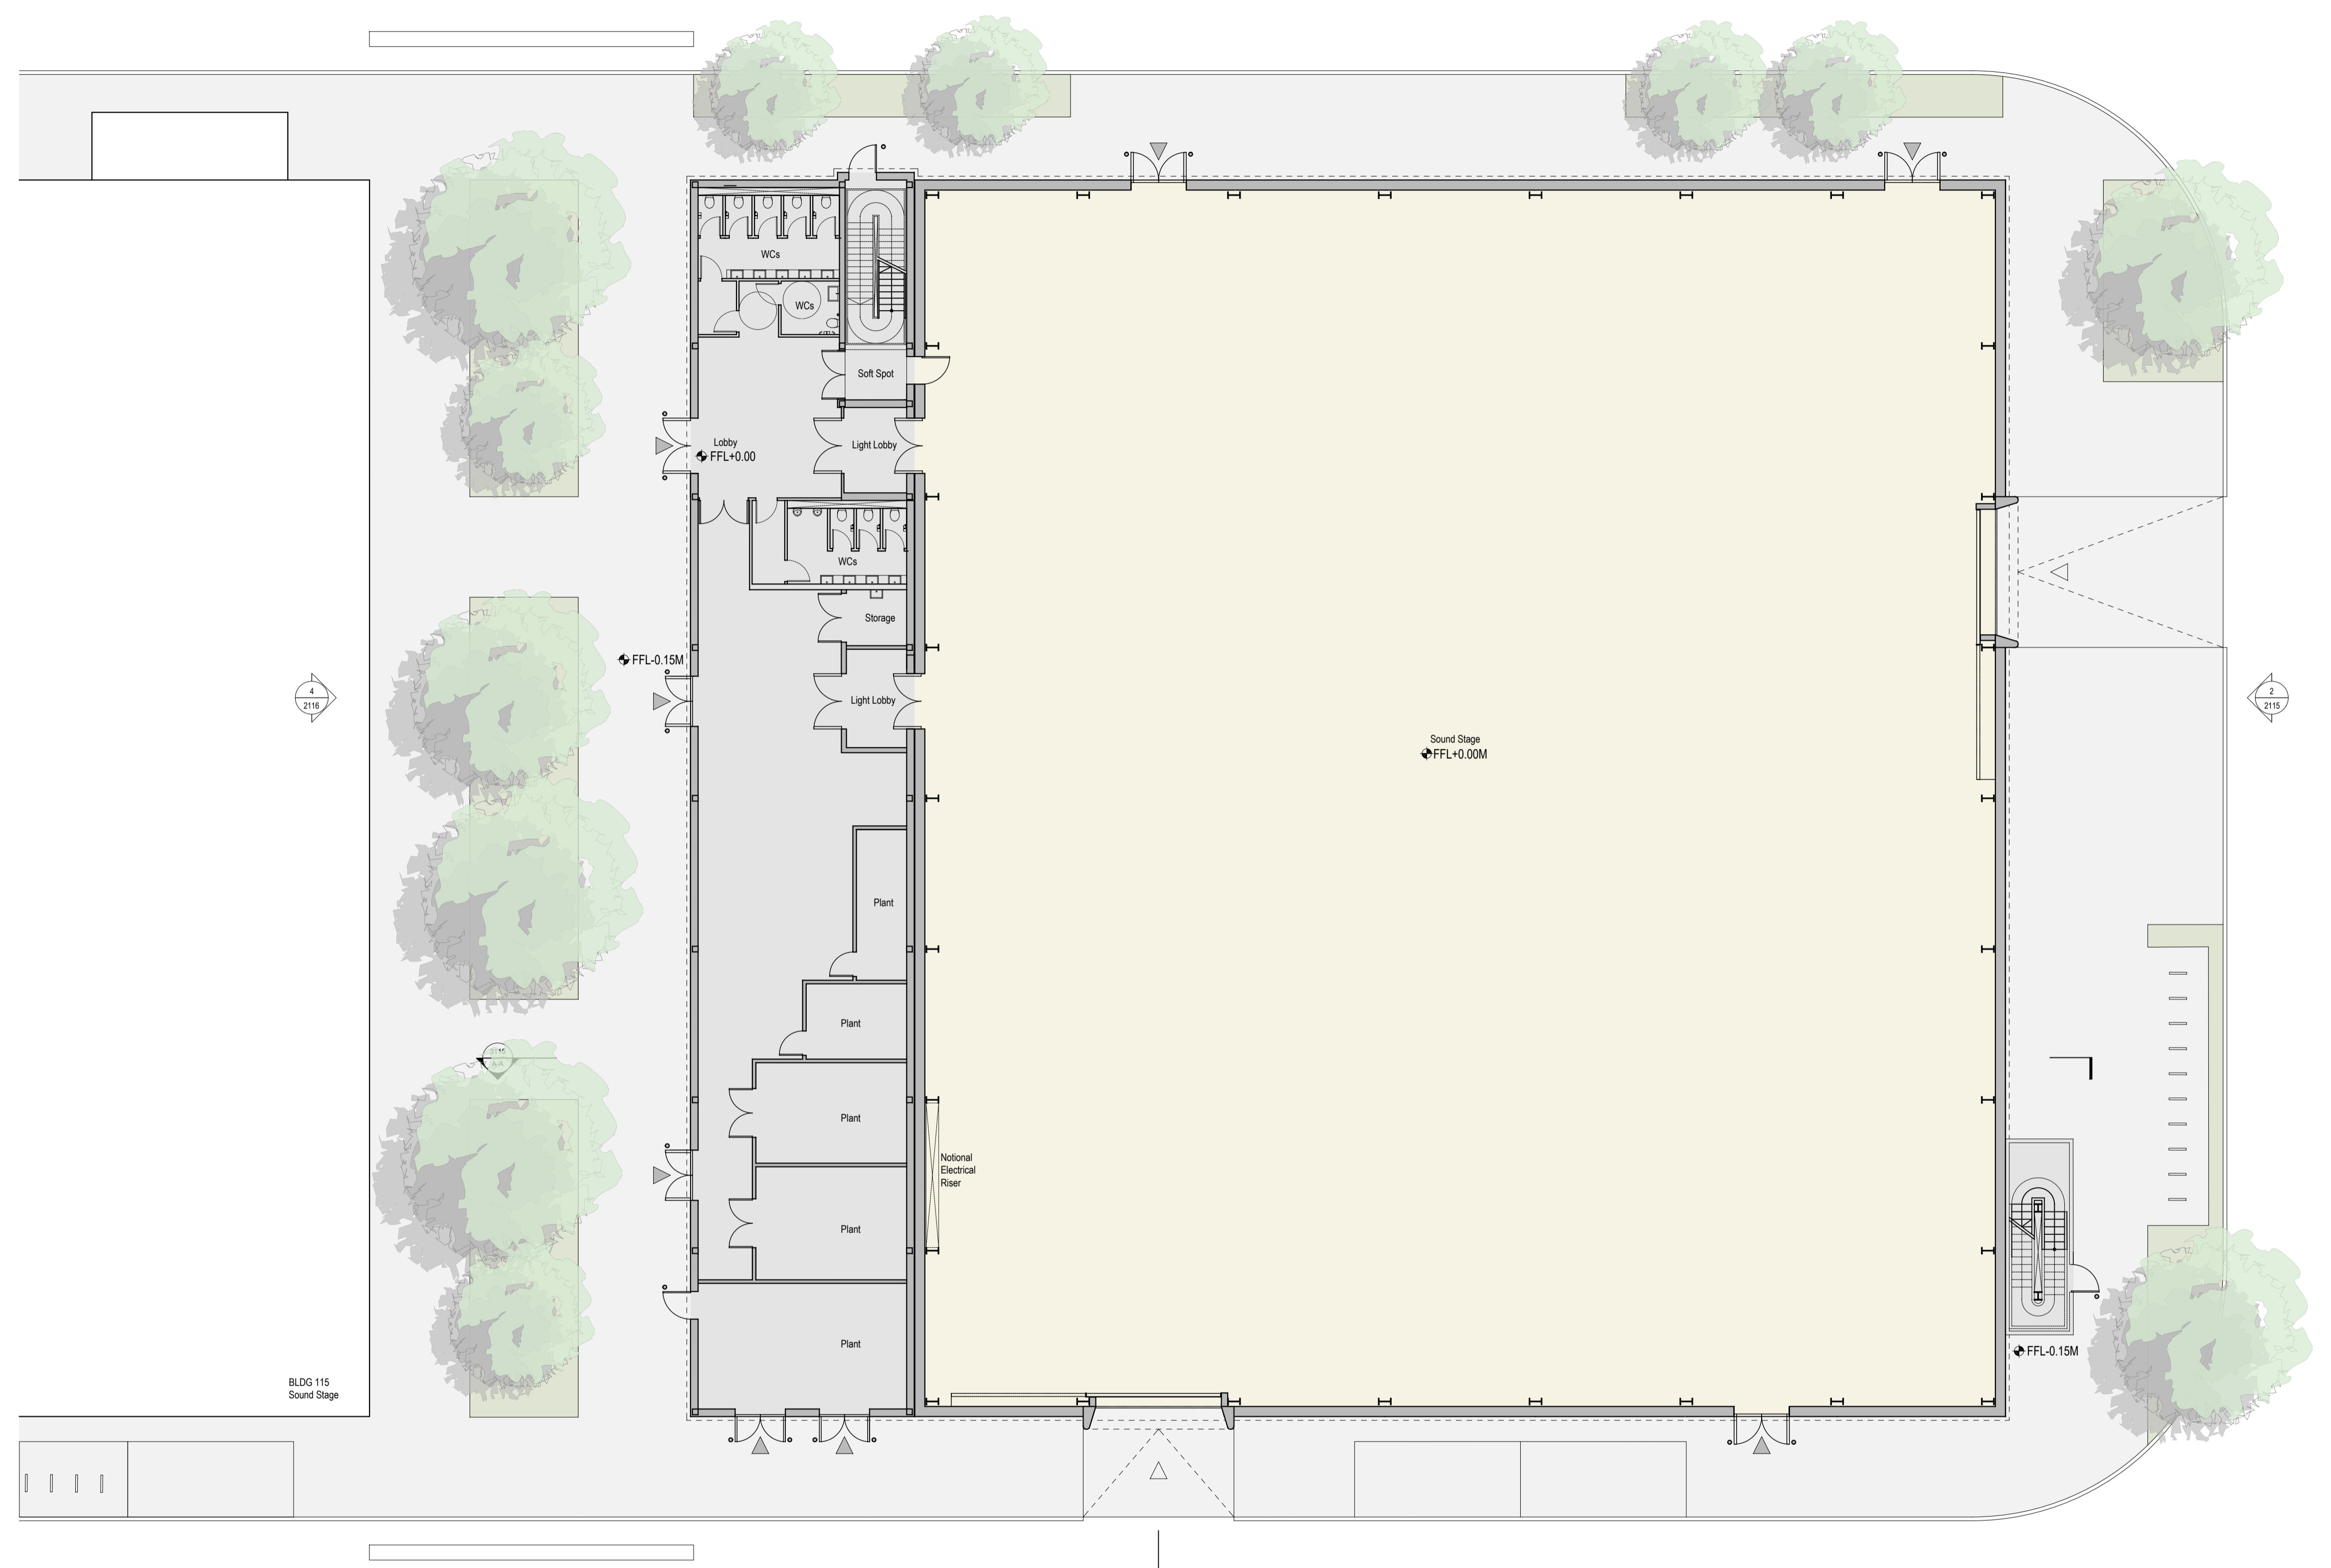 WCs
WCs
Soft Spot
Lobby
FFL+0.00
Light Lobby
WCs
Storage
FFL-0.15M
Light Lobby
4
2116
2
2115
Sound Stage
FFL+0.00M
Plant
Plant
Plant
Notional
Electrical
Riser
Plant
Plant
FFL-0.15M
BLDG 115
Sound Stage